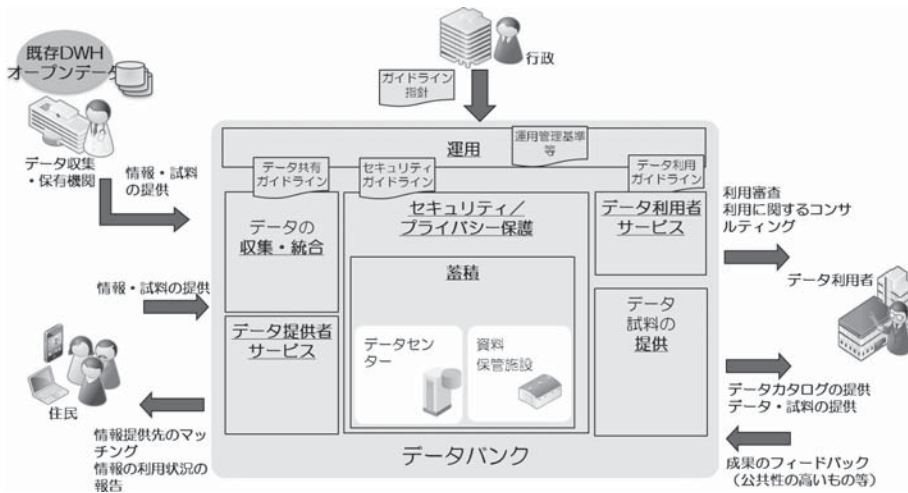 既存DWH
オープンデータ
行政
ガイドライン
指針
データ収集
・保有機関
情報・試料
の提供
運用
運用管理基準
等
データ共有
ガイドライン
セキュリティ
ガイドライン
データ利用
ガイドライン
データの
収集・統合
セキュリティ／
プライバシー保護
データ利用者
サービス
利用審査
利用に関するコンサ
ルティング
蓄積
情報・試料の提供
データ利用者
データ提供者
サービス
データセン
ター
資料
保管施設
データ
試料の
提供
住民
データカタログの提供
データ・試料の提供
情報提供先のマッ
チング
情報の利用状況の
報告
データバンク
成果のフィードバック
（公共性の高いもの等）